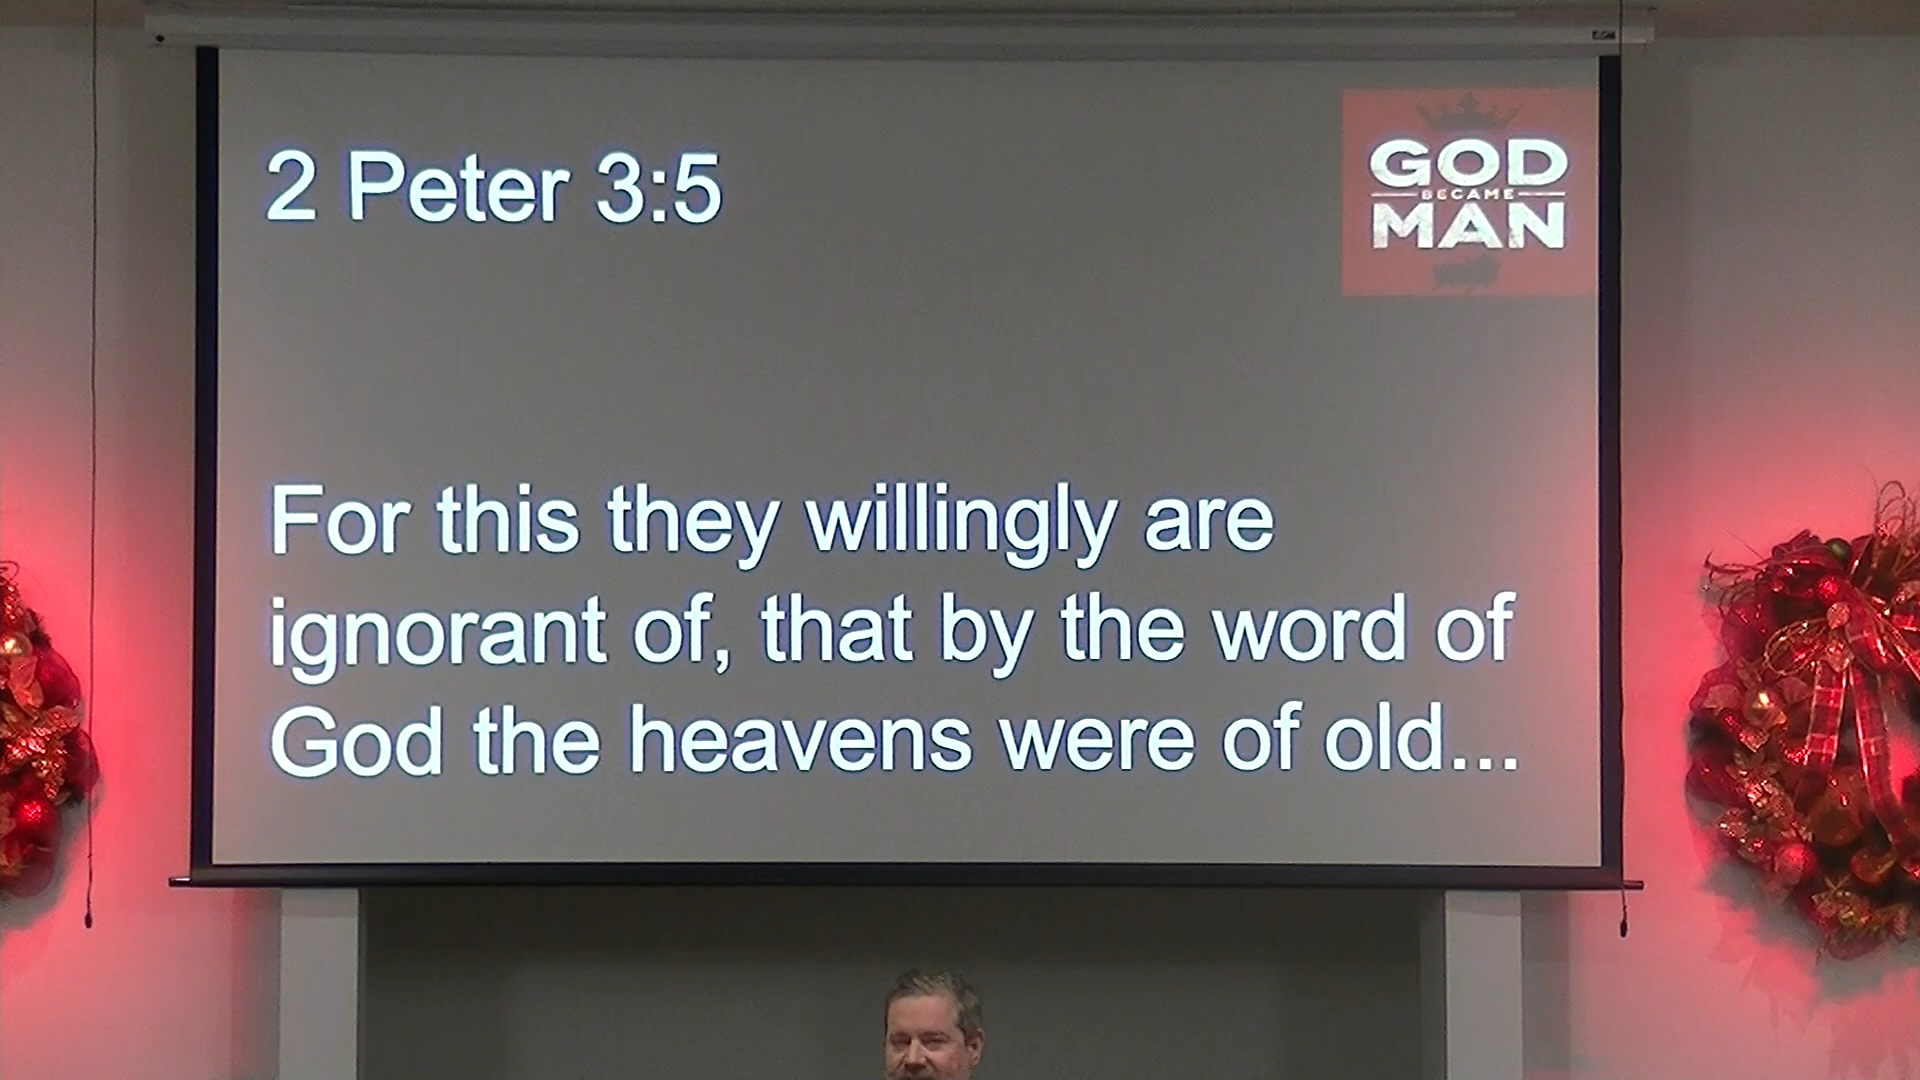 2 Peter 3:5
GOD
BECAME
MAN
For this they willingly are
ignorant of, that by the word of
God the heavens were of old...